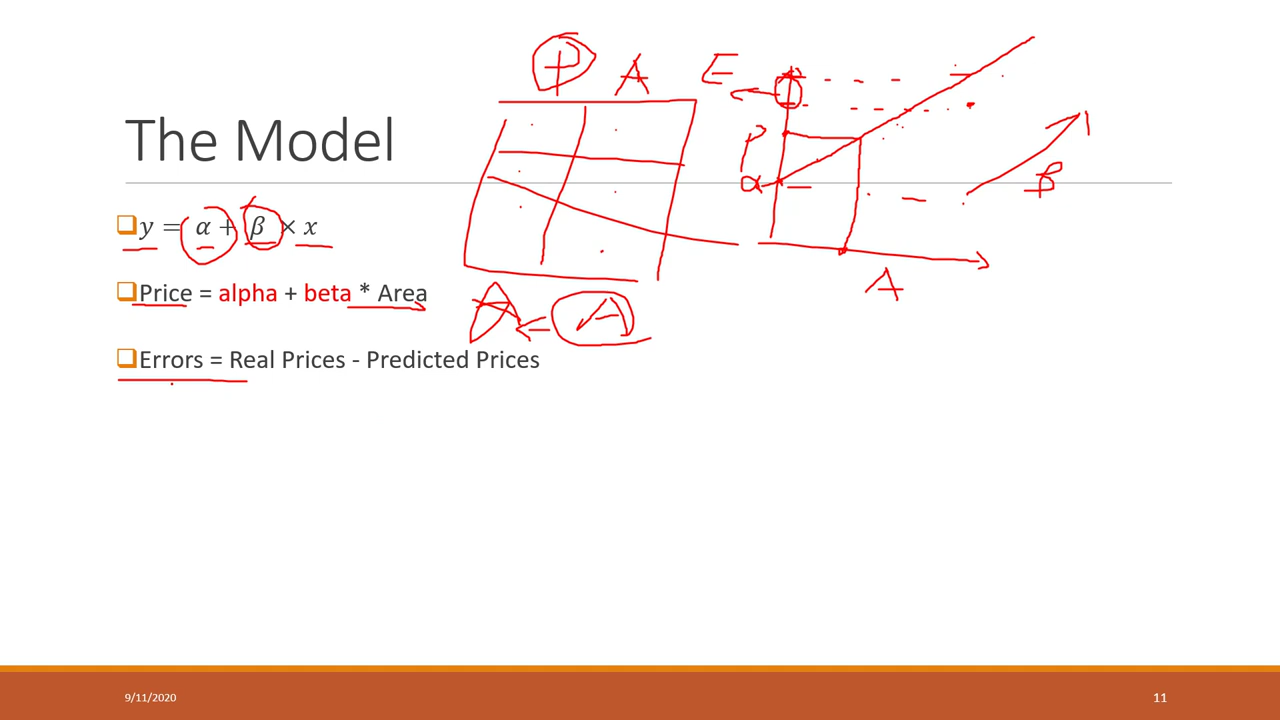 The Model
y = α + β × x
Price = alpha + beta * Area
Errors = Real Prices - Predicted Prices
P A
A A
E
P
α
β
A
9/11/2020
11